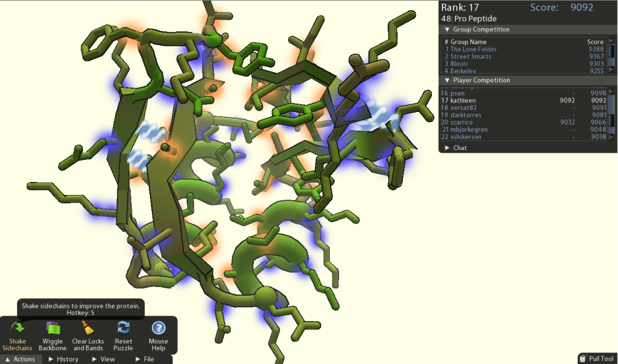 Rank: 17 Score: 9092
48: Pro Peptide
Group Competition
# Group Name Score
1 The Lone Folder 9388
2 Street Smarts 9367
3 Illinois 9303
4 Berkeley 9255
Player Competition
16 psen - 9098
17 kathleen 9092 9092
18 versat82 - 9091
19 darktorres - 9081
20 ccarrico 9032 9066
21 mbjorkegren - 9048
22 sslickerson - 9038
Chat
Shake sidechains to improve the protein.
Hotkey: S
Shake Sidechains
Wiggle Backbone
Clear Locks and Bands
Reset Puzzle
Mouse Help
Actions History View File
Pull Tool